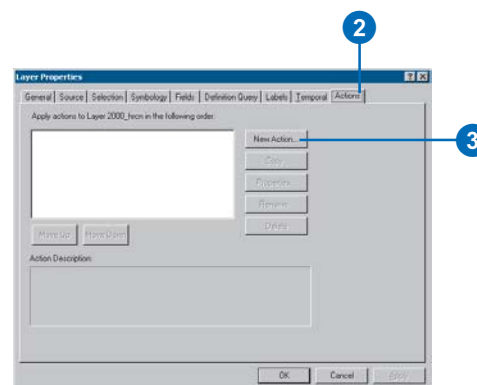 2
Layer Properties
General Source Selection Symbology Fields Definition Query Labels Temporal Actions
Apply actions to Layer 2000_hrcn in the following order:
New Action...
3
Copy
Properties...
Rename
Delete
Move Up Move Down
Action Description:
OK Cancel Apply